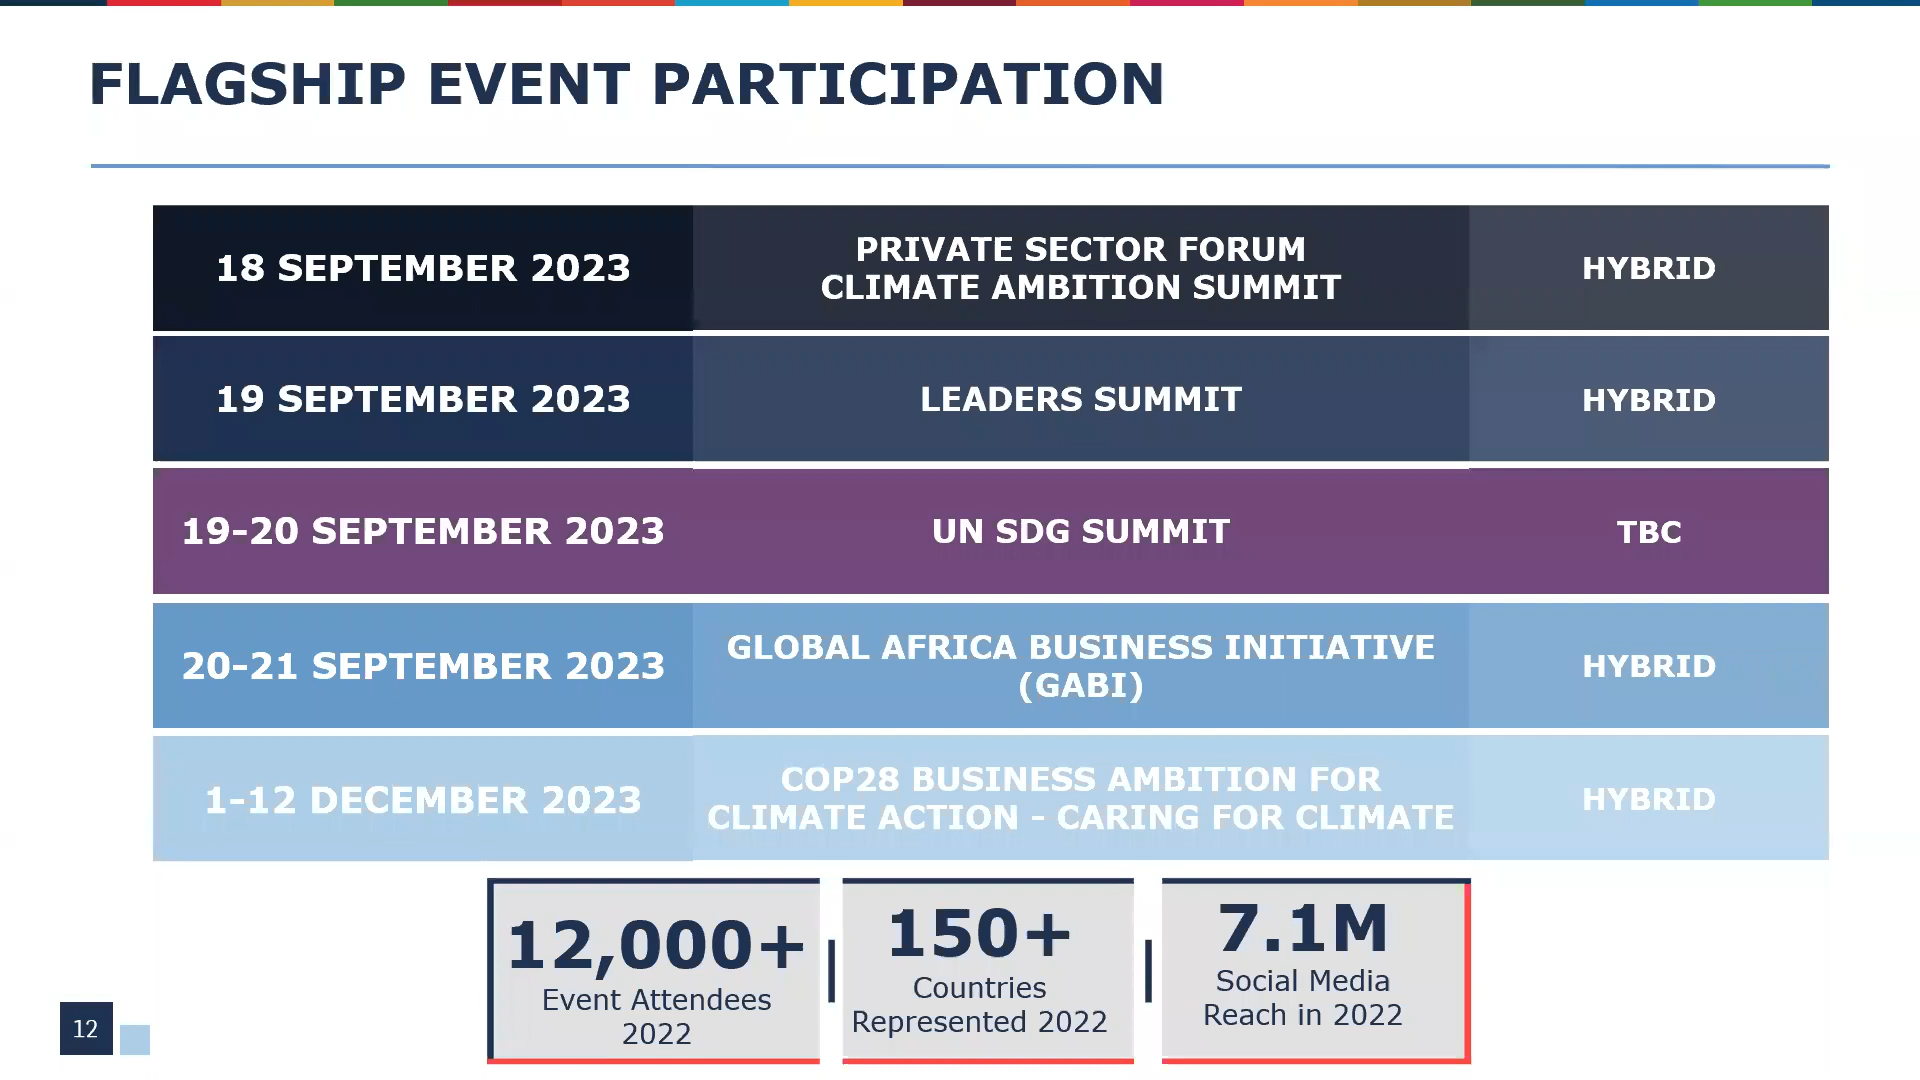 FLAGSHIP EVENT PARTICIPATION
18 SEPTEMBER 2023
PRIVATE SECTOR FORUM
CLIMATE AMBITION SUMMIT
HYBRID
19 SEPTEMBER 2023
LEADERS SUMMIT
HYBRID
19-20 SEPTEMBER 2023
UN SDG SUMMIT
TBC
20-21 SEPTEMBER 2023
GLOBAL AFRICA BUSINESS INITIATIVE
(GABI)
HYBRID
1-12 DECEMBER 2023
COP28 BUSINESS AMBITION FOR
CLIMATE ACTION - CARING FOR CLIMATE
HYBRID
12,000+
Event Attendees
2022
150+
Countries
Represented 2022
7.1M
Social Media
Reach in 2022
12